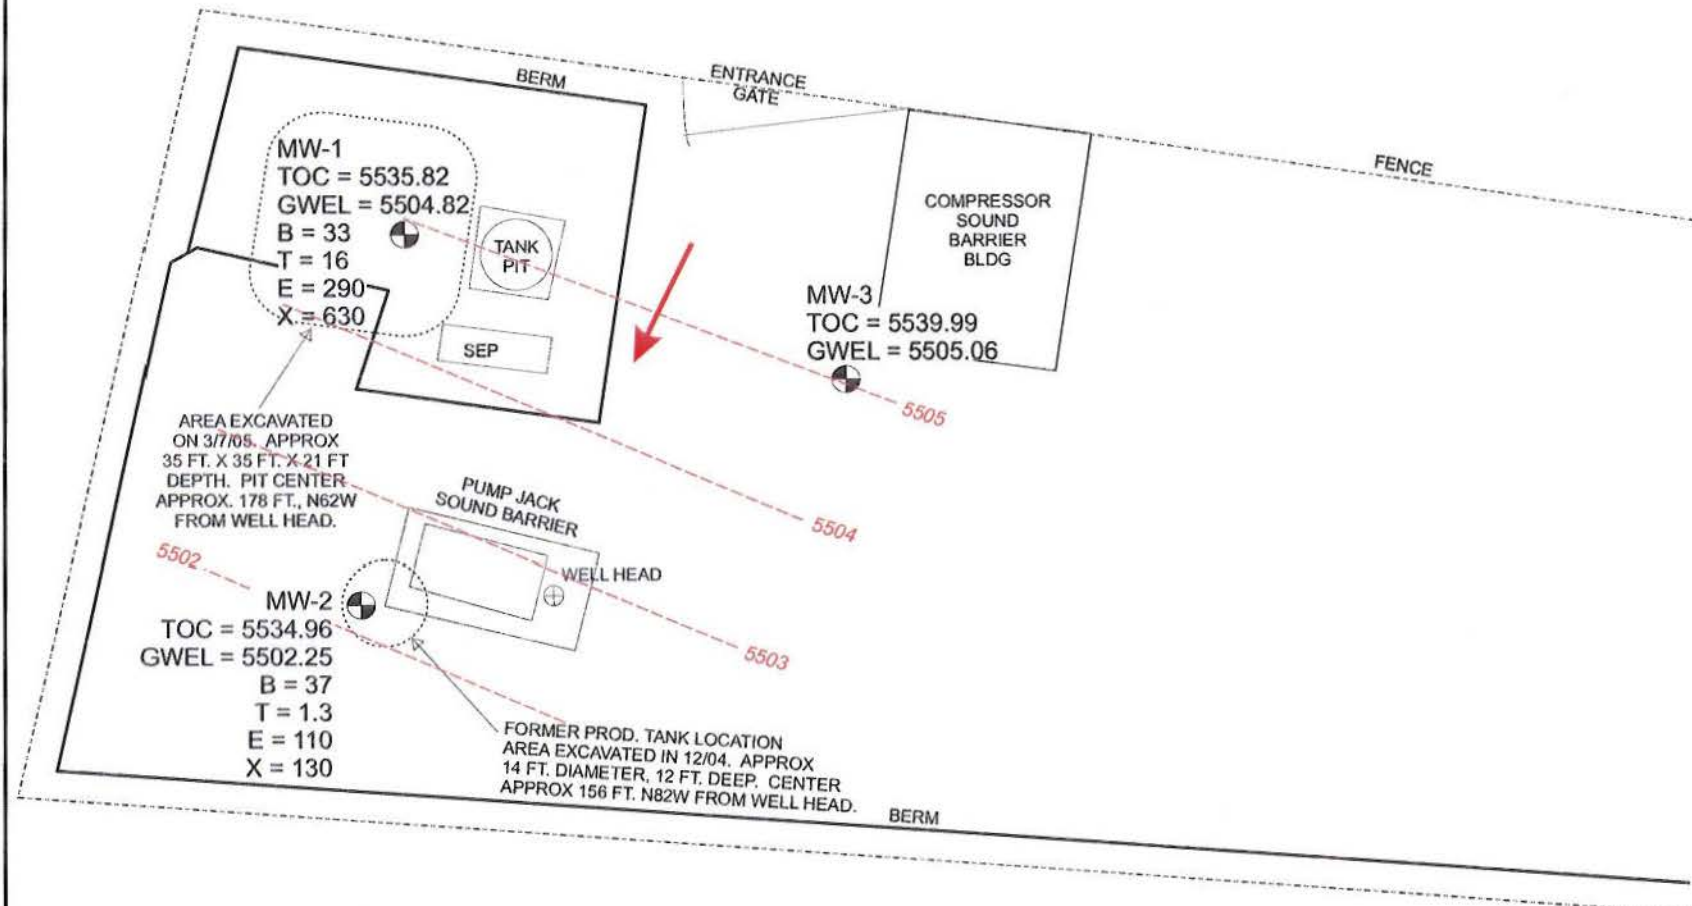 BERM
ENTRANCE
GATE
FENCE
MW-1
TOC = 5535.82
GWEL = 5504.82
B = 33
T = 16
E = 290
X = 630
TANK
PIT
SEP
COMPRESSOR
SOUND
BARRIER
BLDG
MW-3
TOC = 5539.99
GWEL = 5505.06
5505
AREA EXCAVATED
ON 3/7/05. APPROX
35 FT. X 35 FT. X 21 FT
DEPTH. PIT CENTER
APPROX. 178 FT., N62W
FROM WELL HEAD.
PUMP JACK
SOUND BARRIER
5504
WELL HEAD
5502
5503
MW-2
TOC = 5534.96
GWEL = 5502.25
B = 37
T = 1.3
E = 110
X = 130
FORMER PROD. TANK LOCATION
AREA EXCAVATED IN 12/04. APPROX
14 FT. DIAMETER, 12 FT. DEEP. CENTER
APPROX 156 FT. N82W FROM WELL HEAD.
BERM